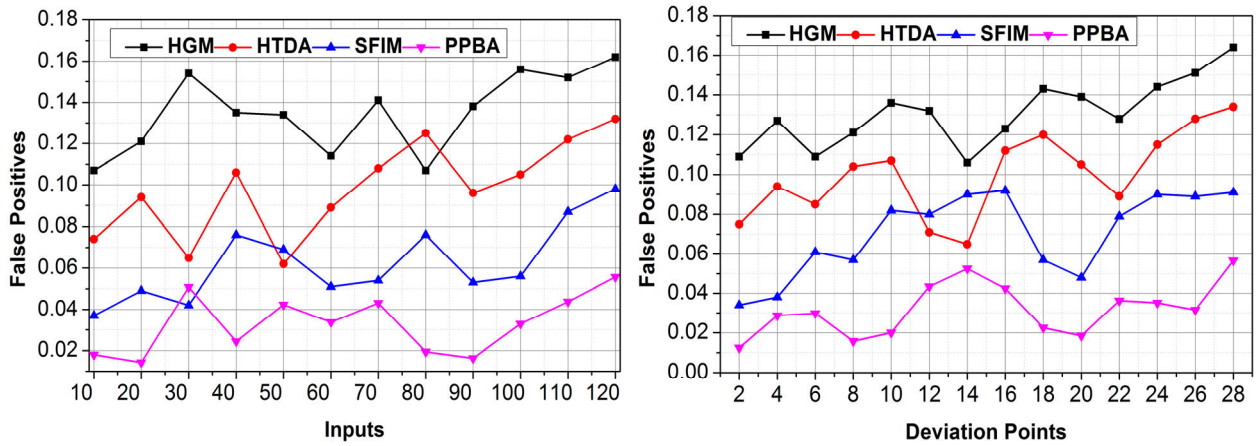 HGM HTDA SFIM PPBA
False Positives
0.18
0.16
0.14
0.12
0.10
0.08
0.06
0.04
0.02
10 20 30 40 50 60 70 80 90 100 110 120
Inputs
HGM HTDA SFIM PPBA
False Positives
0.18
0.16
0.14
0.12
0.10
0.08
0.06
0.04
0.02
0.00
2 4 6 8 10 12 14 16 18 20 22 24 26 28
Deviation Points